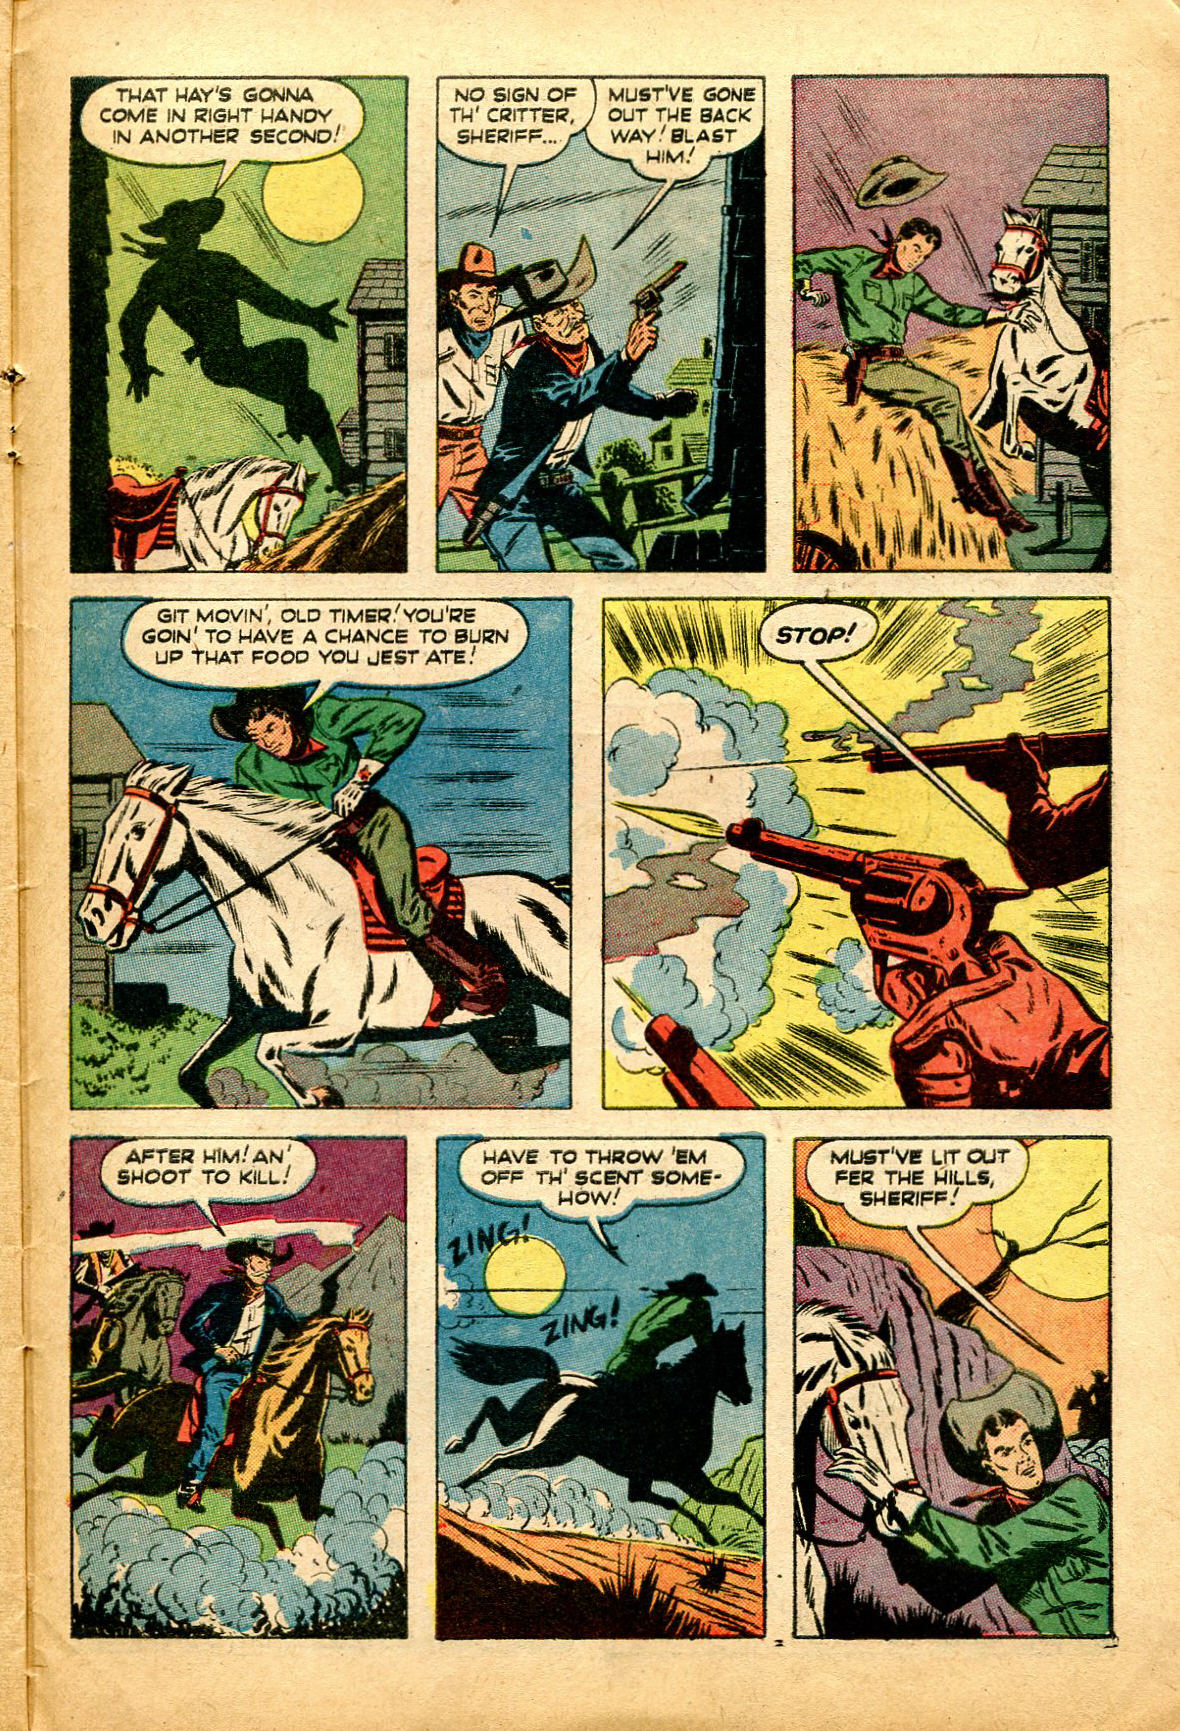 THAT HAY'S GONNA
COME IN RIGHT HANDY
IN ANOTHER SECOND!
NO SIGN OF
TH' CRITTER,
SHERIFF...
MUST'VE GONE
OUT THE BACK
WAY! BLAST
HIM!
GIT MOVIN', OLD TIMER! YOU'RE
GOIN' TO HAVE A CHANCE TO BURN
UP THAT FOOD YOU JEST ATE!
STOP!
AFTER HIM! AN'
SHOOT TO KILL!
HAVE TO THROW 'EM
OFF TH' SCENT SOME-
HOW!
ZING!
ZING!
MUST'VE LIT OUT
FER THE HILLS,
SHERIFF!